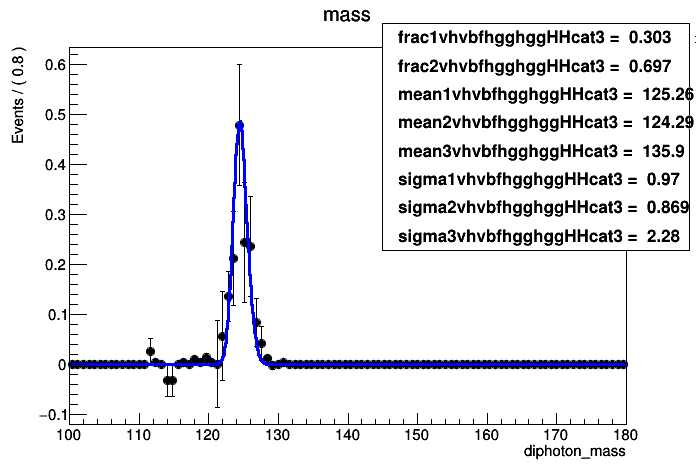 mass
frac1vhvbfhgghggHHcat3 = 0.303
frac2vhvbfhgghggHHcat3 = 0.697
mean1vhvbfhgghggHHcat3 = 125.26
mean2vhvbfhgghggHHcat3 = 124.29
mean3vhvbfhgghggHHcat3 = 135.9
sigma1vhvbfhgghggHHcat3 = 0.97
sigma2vhvbfhgghggHHcat3 = 0.869
sigma3vhvbfhgghggHHcat3 = 2.28
Events / ( 0.8 )
0.6
0.5
0.4
0.3
0.2
0.1
0
−0.1
100 110 120 130 140 150 160 170 180
diphoton_mass